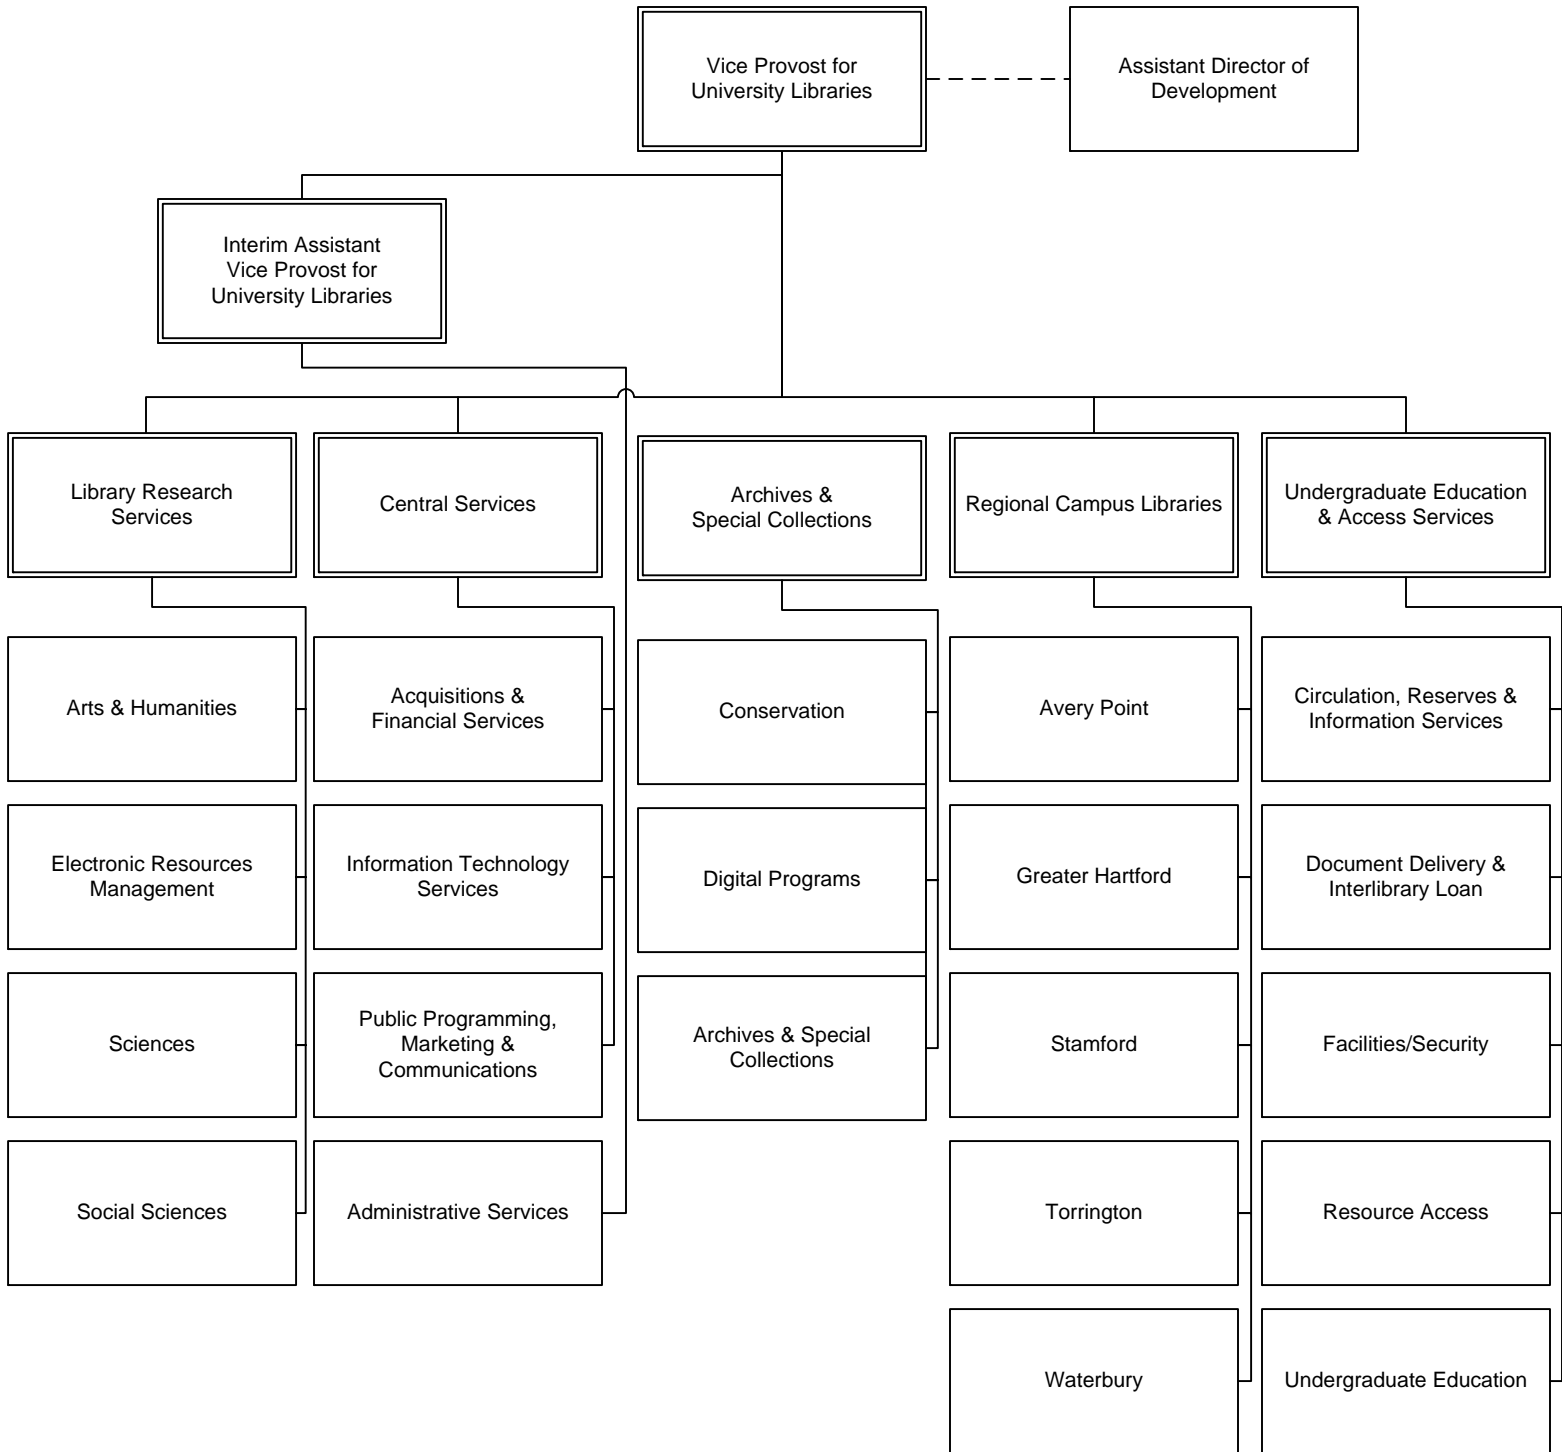 Vice Provost for
University Libraries
Assistant Director of
Development
Interim Assistant
Vice Provost for
University Libraries
Library Research
Services
Central Services
Archives &
Special Collections
Regional Campus Libraries
Undergraduate Education
& Access Services
Arts & Humanities
Acquisitions &
Financial Services
Conservation
Avery Point
Circulation, Reserves &
Information Services
Electronic Resources
Management
Information Technology
Services
Digital Programs
Greater Hartford
Document Delivery &
Interlibrary Loan
Sciences
Public Programming,
Marketing &
Communications
Archives & Special
Collections
Stamford
Facilities/Security
Social Sciences
Administrative Services
Torrington
Resource Access
Waterbury
Undergraduate Education